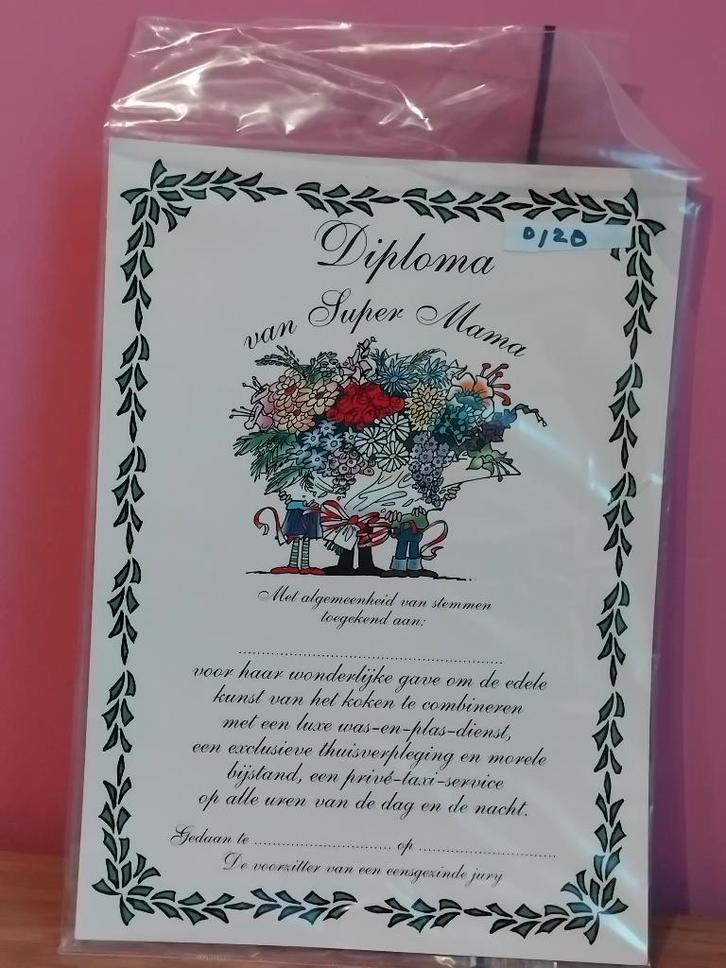 0/20
Diploma
van Super Mama
Met algemeenheid van stemmen
toegekend aan:
........................................................
voor haar wonderlijke gave om de edele
kunst van het koken te combineren
met een luxe was-en-plas-dienst,
een exclusieve thuisverpleging en morele
bijstand, een privé-taxi-service
op alle uren van de dag en de nacht.
Gedaan te .............................. op ..............................
De voorzitter van een eensgezinde jury